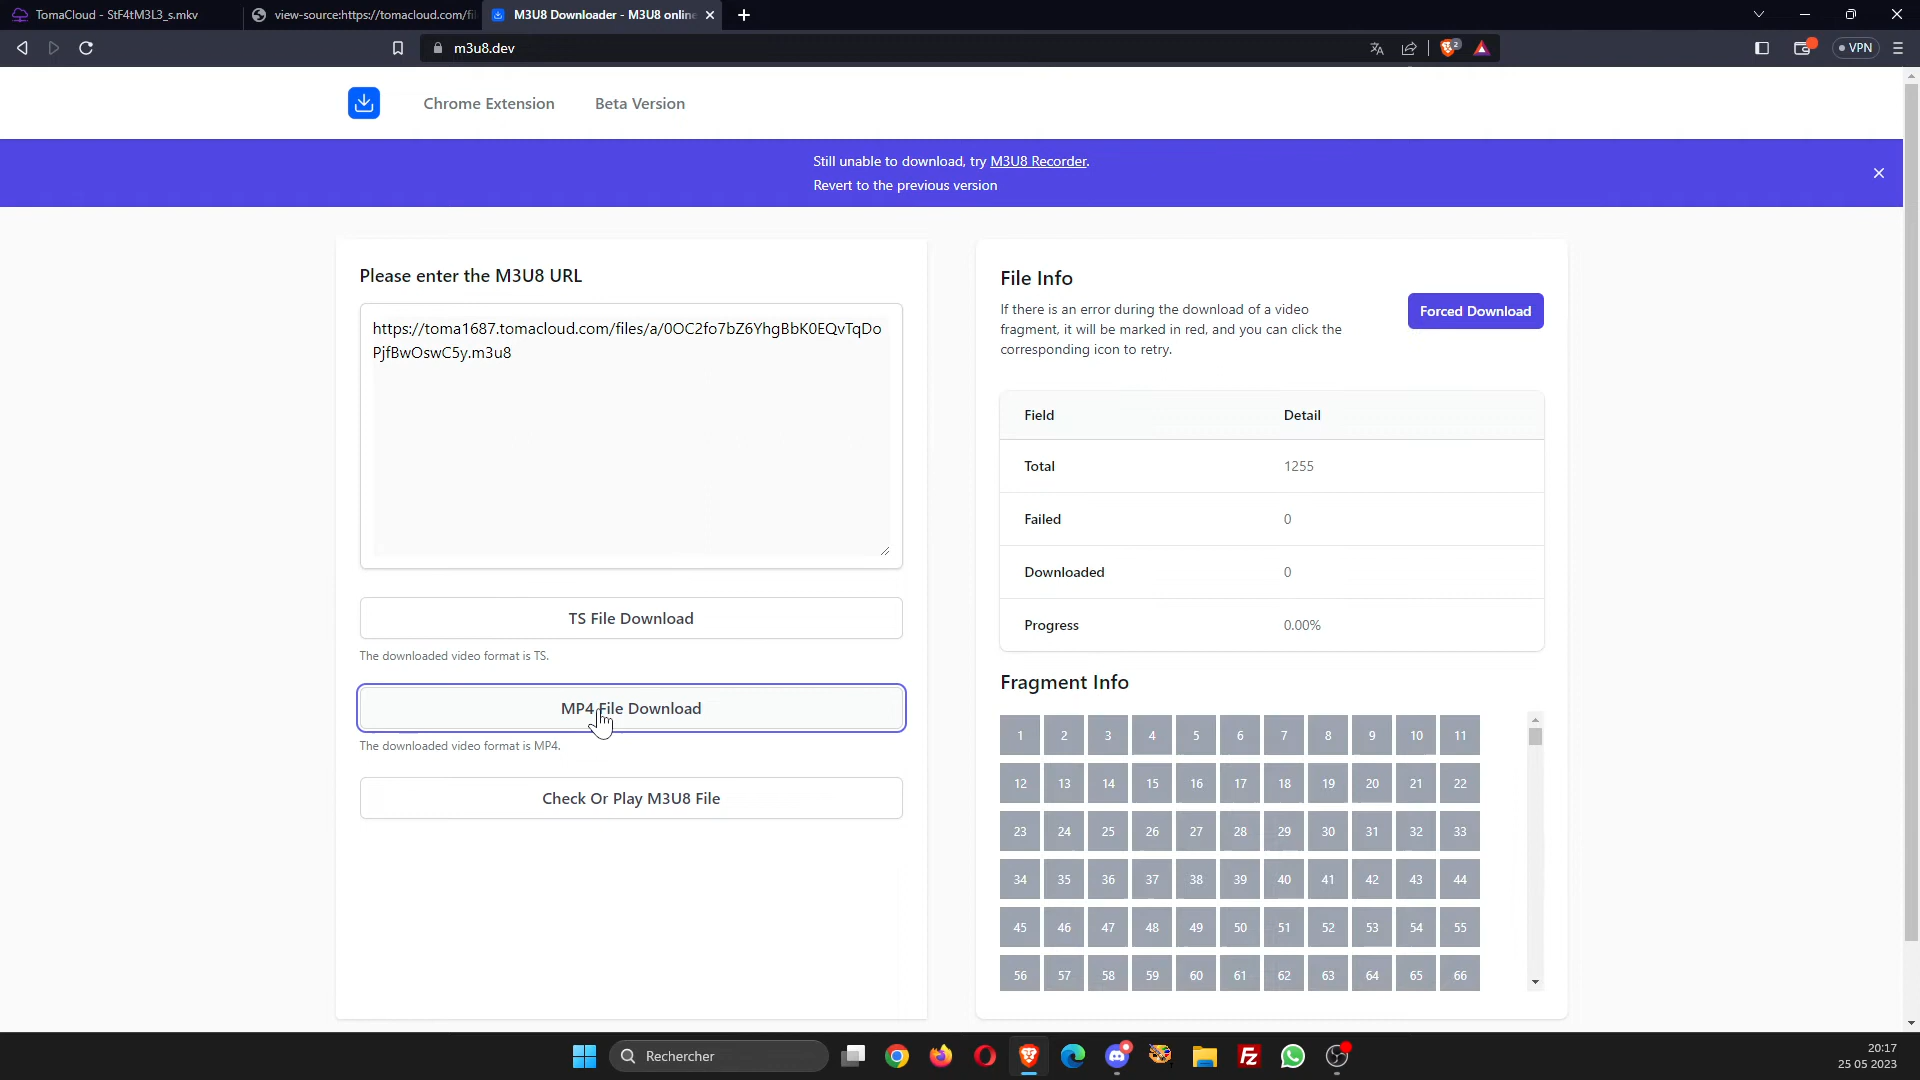 TomaCloud - StF4tM3L3_s.mkv
view-source:https://tomacloud.com/fil
M3U8 Downloader - M3U8 online
m3u8.dev
2
VPN
Chrome Extension
Beta Version
Still unable to download, try M3U8 Recorder.
Revert to the previous version
Please enter the M3U8 URL
https://toma1687.tomacloud.com/files/a/0OC2fo7bZ6YhgBbK0EQvTqDo
PjfBwOswC5y.m3u8
TS File Download
The downloaded video format is TS.
MP4 File Download
The downloaded video format is MP4.
Check Or Play M3U8 File
File Info
If there is an error during the download of a video
fragment, it will be marked in red, and you can click the
corresponding icon to retry.
Forced Download
Field Detail
Total 1255
Failed 0
Downloaded 0
Progress 0.00%
Fragment Info
1 2 3 4 5 6 7 8 9 10 11
12 13 14 15 16 17 18 19 20 21 22
23 24 25 26 27 28 29 30 31 32 33
34 35 36 37 38 39 40 41 42 43 44
45 46 47 48 49 50 51 52 53 54 55
56 57 58 59 60 61 62 63 64 65 66
Rechercher
FZ
20:17
25 05 2023